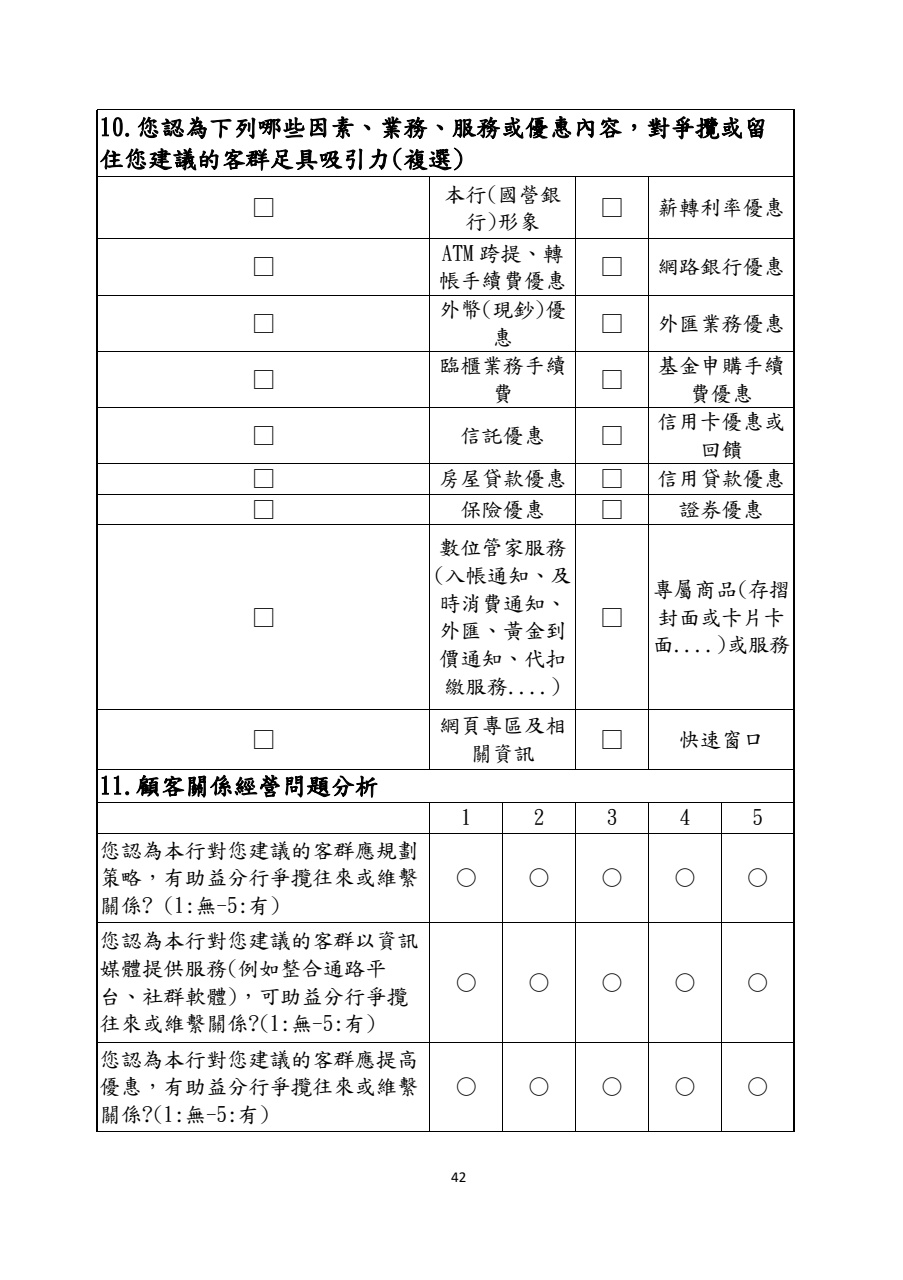 10.您認為下列哪些因素、業務、服務或優惠內容，對爭攬或留
住您建議的客群足具吸引力(複選)
□ 本行(國營銀
行)形象
□ 薪轉利率優惠
□ ATM 跨提、轉
帳手續費優惠
□ 網路銀行優惠
□ 外幣(現鈔)優
惠
□ 外匯業務優惠
□ 臨櫃業務手續
費
□ 基金申購手續
費優惠
□ 信託優惠
□ 信用卡優惠或
回饋
□ 房屋貸款優惠
□ 信用貸款優惠
□ 保險優惠
□ 證券優惠
□ 數位管家服務
(入帳通知、及
時消費通知、
外匯、黃金到
價通知、代扣
繳服務....)
□ 專屬商品(存摺
封面或卡片卡
面....)或服務
□ 網頁專區及相
關資訊
□ 快速窗口
11.顧客關係經營問題分析
1 2 3 4 5
您認為本行對您建議的客群應規劃
策略，有助益分行爭攬往來或維繫
關係? (1:無-5:有)
○ ○ ○ ○ ○
您認為本行對您建議的客群以資訊
媒體提供服務(例如整合通路平
台、社群軟體)，可助益分行爭攬
往來或維繫關係?(1:無-5:有)
○ ○ ○ ○ ○
您認為本行對您建議的客群應提高
優惠，有助益分行爭攬往來或維繫
關係?(1:無-5:有)
○ ○ ○ ○ ○
42